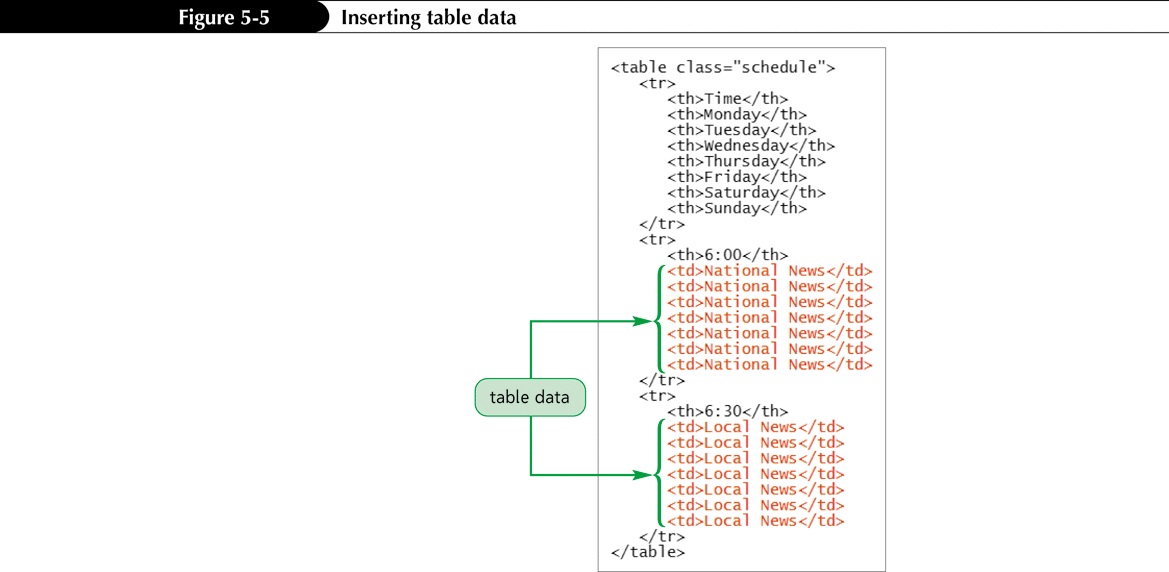 Figure 5-5 Inserting table data
<table class="schedule">
   <tr>
      <th>Time</th>
      <th>Monday</th>
      <th>Tuesday</th>
      <th>Wednesday</th>
      <th>Thursday</th>
      <th>Friday</th>
      <th>Saturday</th>
      <th>Sunday</th>
   </tr>
   <tr>
      <th>6:00</th>
      <td>National News</td>
      <td>National News</td>
      <td>National News</td>
      <td>National News</td>
      <td>National News</td>
      <td>National News</td>
      <td>National News</td>
   </tr>
table data
   <tr>
      <th>6:30</th>
      <td>Local News</td>
      <td>Local News</td>
      <td>Local News</td>
      <td>Local News</td>
      <td>Local News</td>
      <td>Local News</td>
      <td>Local News</td>
   </tr>
</table>